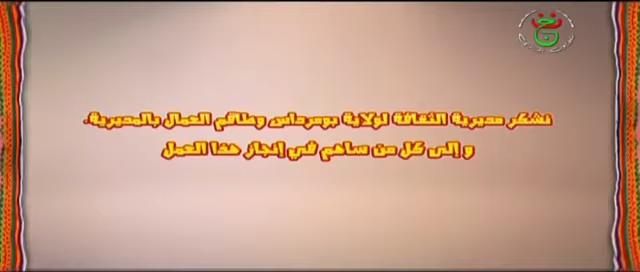 نشكر مديرية الثقافة لولاية بومرداس وطاقم العمال بالمديرية.
و إلى كل من ساهم في إنجاز هذا العمل